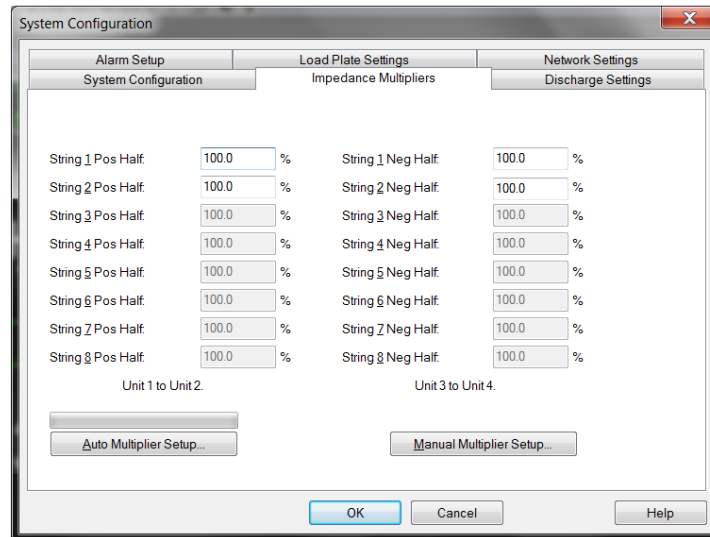 System Configuration
Alarm Setup Load Plate Settings Network Settings
System Configuration Impedance Multipliers Discharge Settings
String 1 Pos Half: 100.0 % String 1 Neg Half: 100.0 %
String 2 Pos Half: 100.0 % String 2 Neg Half: 100.0 %
String 3 Pos Half: 100.0 % String 3 Neg Half: 100.0 %
String 4 Pos Half: 100.0 % String 4 Neg Half: 100.0 %
String 5 Pos Half: 100.0 % String 5 Neg Half: 100.0 %
String 6 Pos Half: 100.0 % String 6 Neg Half: 100.0 %
String 7 Pos Half: 100.0 % String 7 Neg Half: 100.0 %
String 8 Pos Half: 100.0 % String 8 Neg Half: 100.0 %
Unit 1 to Unit 2. Unit 3 to Unit 4.
Auto Multiplier Setup... Manual Multiplier Setup...
OK Cancel Help